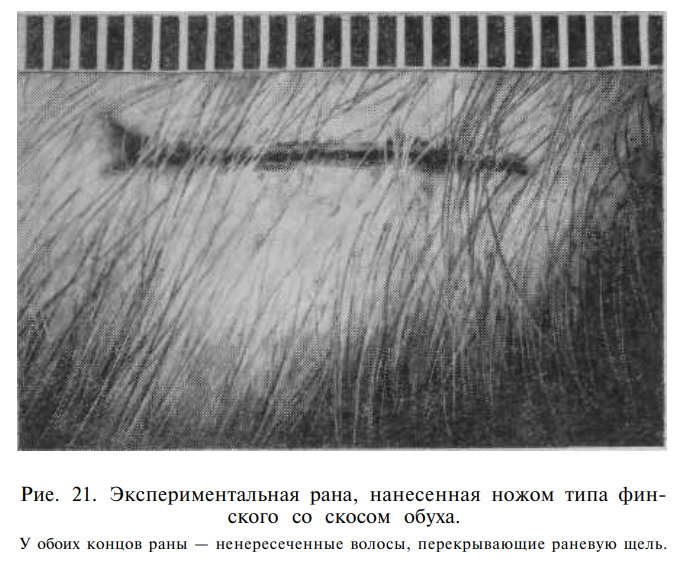 Рие. 21. Экспериментальная рана, нанесенная ножом типа фин-
ского со скосом обуха.
У обоих концов раны — ненересеченные волосы, перекрывающие раневую щель.